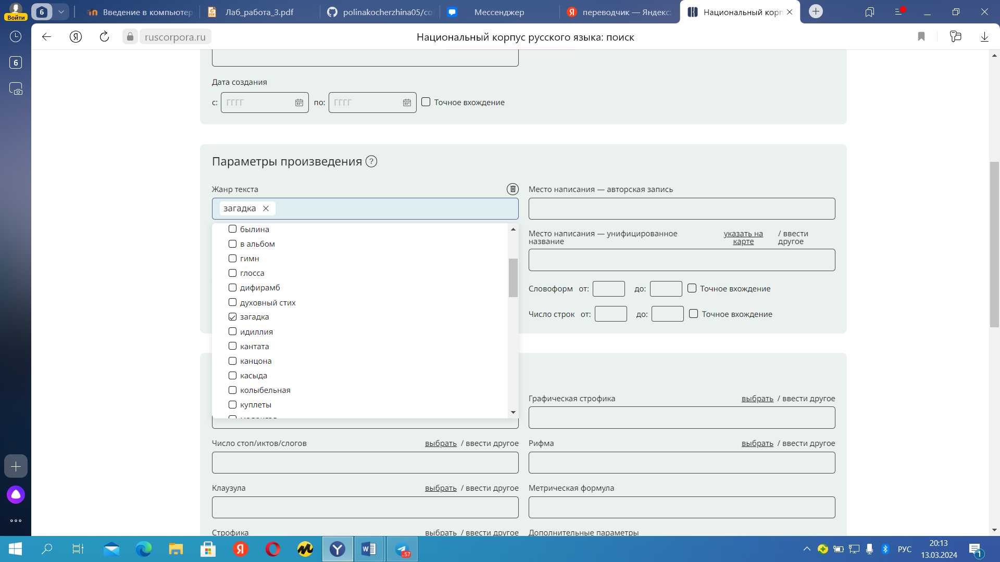 Войти
6
Введение в компьютер
Лаб_работа_3.pdf
polinakocherzhina05/co
Мессенджер
переводчик — Яндекс:
Национальный корп
ruscorpora.ru
Национальный корпус русского языка: поиск
6
Дата создания
с: ГГГГ по: ГГГГ Точное вхождение
Параметры произведения ?
Жанр текста
загадка
былина
в альбом
гимн
глосса
дифирамб
духовный стих
загадка
идиллия
кантата
канцона
касыда
колыбельная
куплеты
Место написания — авторская запись
Место написания — унифицированное
название
указать на
карте
/ ввести
другое
Словоформ от: до: Точное вхождение
Число строк от: до: Точное вхождение
Графическая строфика выбрать / ввести другое
Число стоп/иктов/слогов выбрать / ввести другое
Рифма выбрать / ввести другое
Клаузула выбрать / ввести другое
Метрическая формула
Строфика выбрать / ввести другое
Дополнительные параметры
..57
РУС
20:13
13.03.2024
1